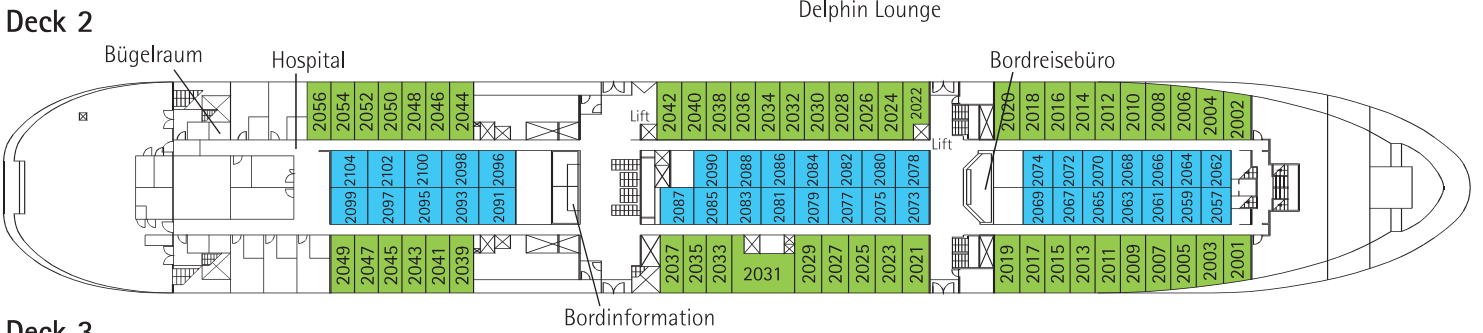 Delphin Lounge
Deck 2
Bügelraum
Hospital
Bordreisebüro
2056 2054 2052 2050 2048 2046 2044
2042 2040 2038 2036 2034 2032 2030 2028 2026 2024 2022
2020 2018 2016 2014 2012 2010 2008 2006 2004 2002
Lift
Lift
2104 2102 2100 2098 2096
2090 2088 2086 2084 2082 2080 2078
2074 2072 2070 2068 2066 2064 2062
2099 2097 2095 2093 2091
2087 2085 2083 2081 2079 2077 2075 2073
2069 2067 2065 2063 2061 2059 2057
2049 2047 2045 2043 2041 2039
2037 2035 2033 2031 2029 2027 2025 2023 2021
2019 2017 2015 2013 2011 2009 2007 2005 2003 2001
Bordinformation
Deck 3